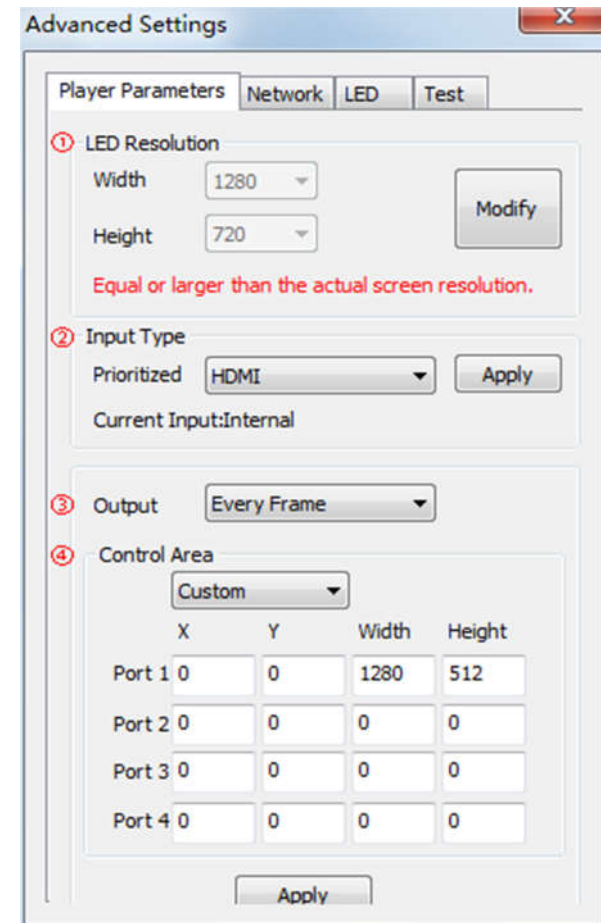 Advanced Settings
Player Parameters Network LED Test
① LED Resolution
Width 1280
Modify
Height 720
Equal or larger than the actual screen resolution.
② Input Type
Prioritized HDMI Apply
Current Input:Internal
③ Output Every Frame
④ Control Area
Custom
X Y Width Height
Port 1 0 0 1280 512
Port 2 0 0 0 0
Port 3 0 0 0 0
Port 4 0 0 0 0
Apply